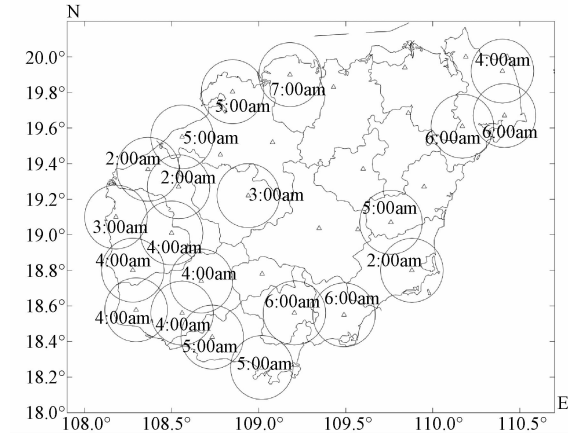 N
20.0°
4:00am
7:00am
19.8°
5:00am
19.6°
5:00am
6:00am
6:00am
19.4°
2:00am
2:00am
19.2°
3:00am
5:00am
3:00am
19.0°
4:00am
4:00am
2:00am
18.8°
4:00am
18.6°
6:00am
6:00am
4:00am
4:00am
18.4°
5:00am
5:00am
18.2°
18.0°
E
108.0°
108.5°
109.0°
109.5°
110.0°
110.5°